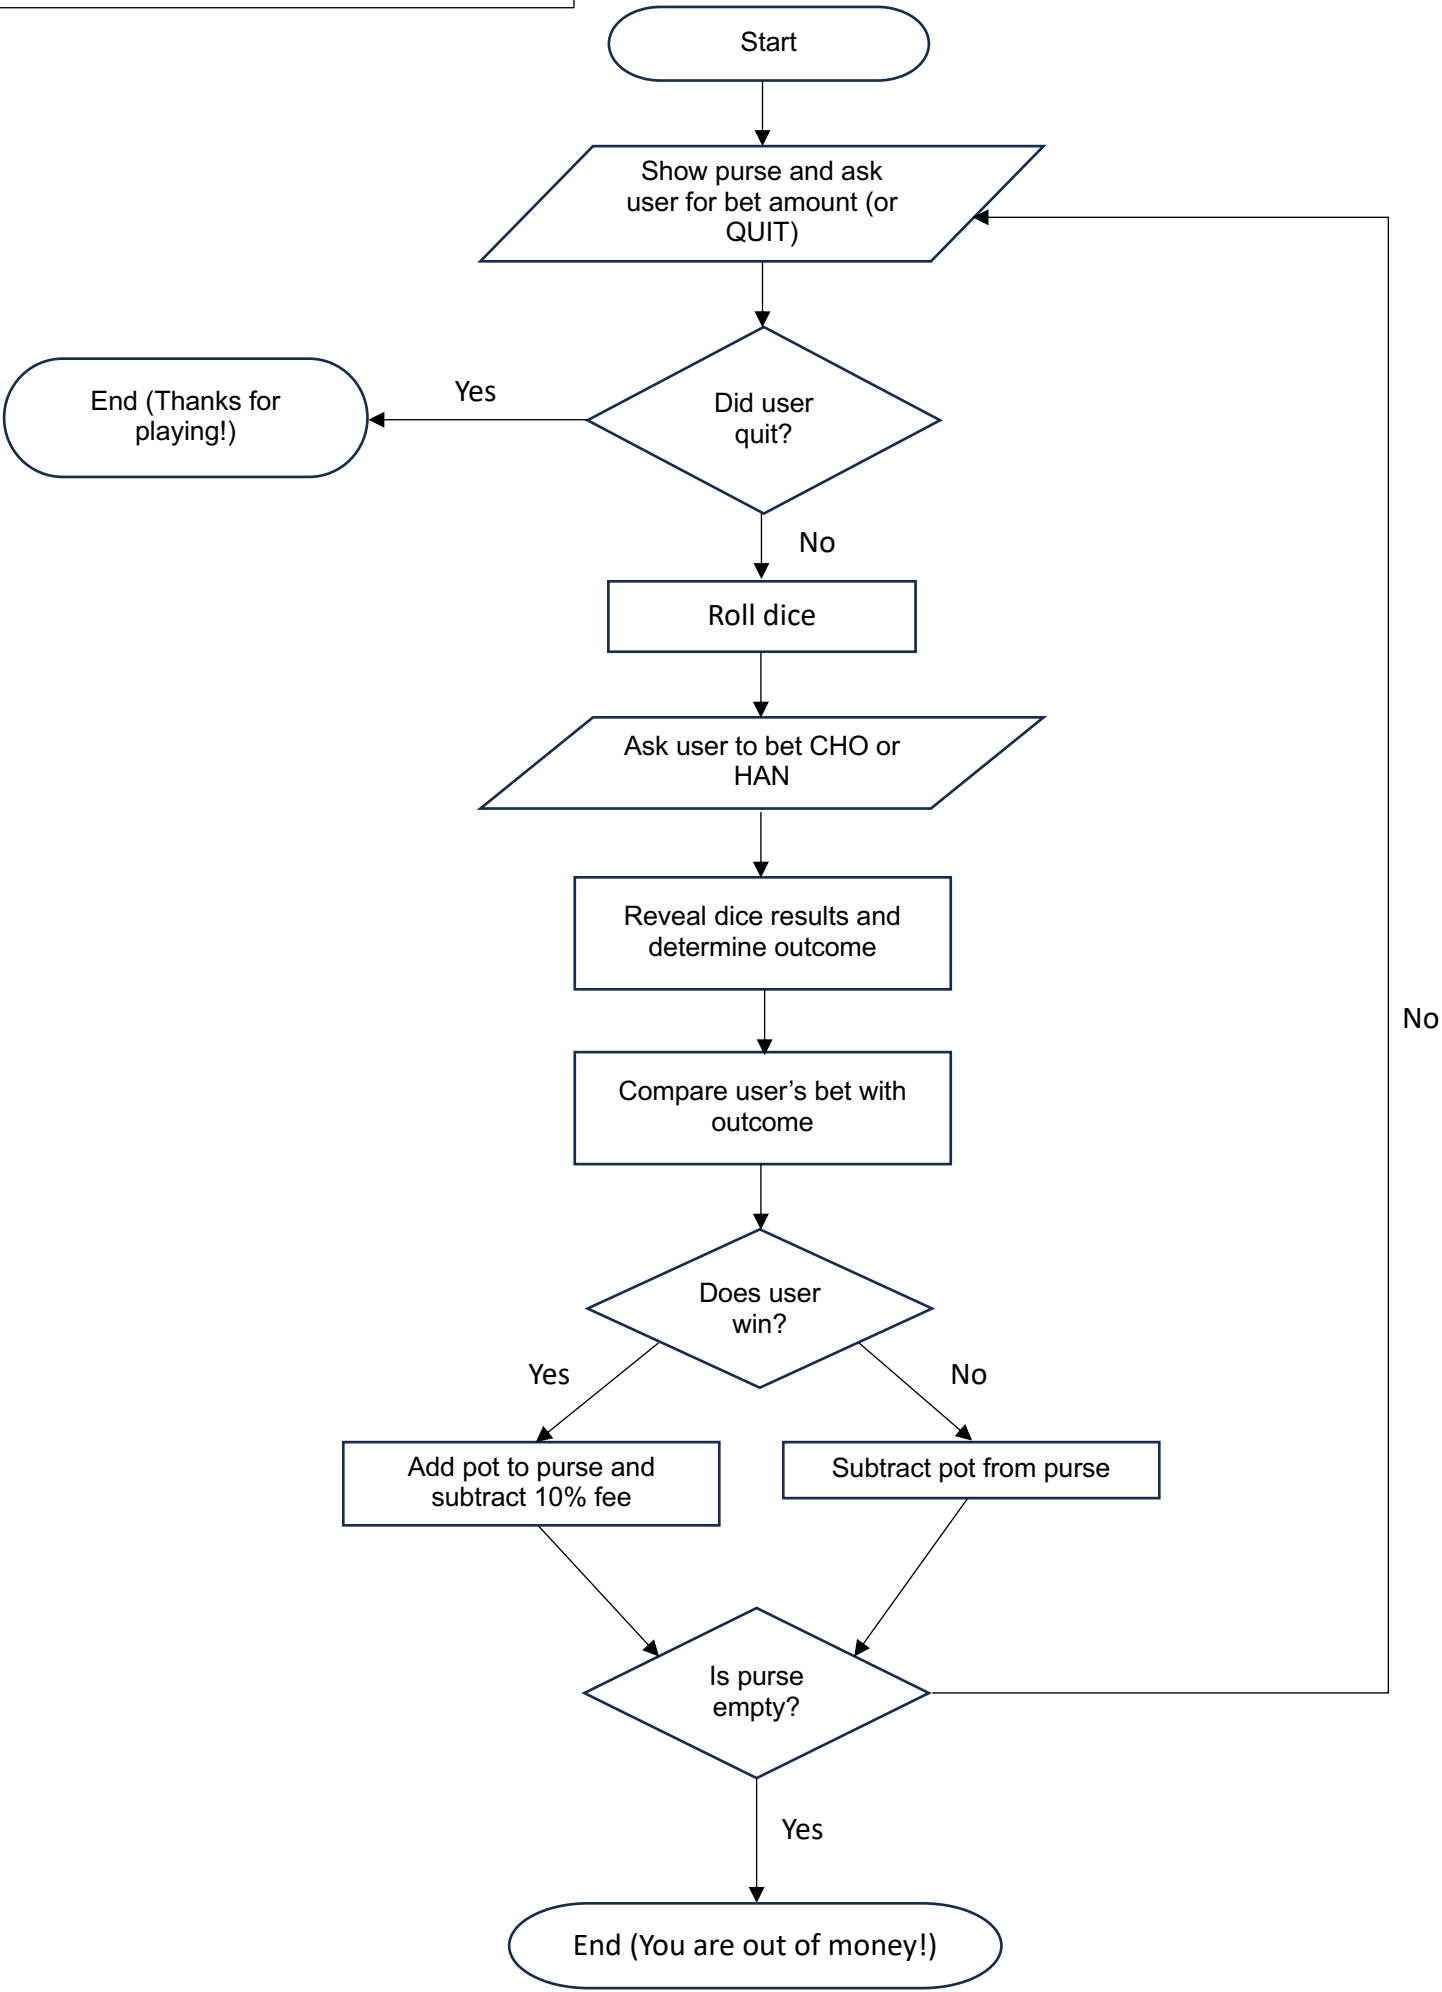 Start
Show purse and ask
user for bet amount (or
QUIT)
Did user
quit?
Yes
End (Thanks for
playing!)
No
Roll dice
Ask user to bet CHO or
HAN
Reveal dice results and
determine outcome
Compare user’s bet with
outcome
Does user
win?
Yes
No
Add pot to purse and
subtract 10% fee
Subtract pot from purse
Is purse
empty?
No
Yes
End (You are out of money!)